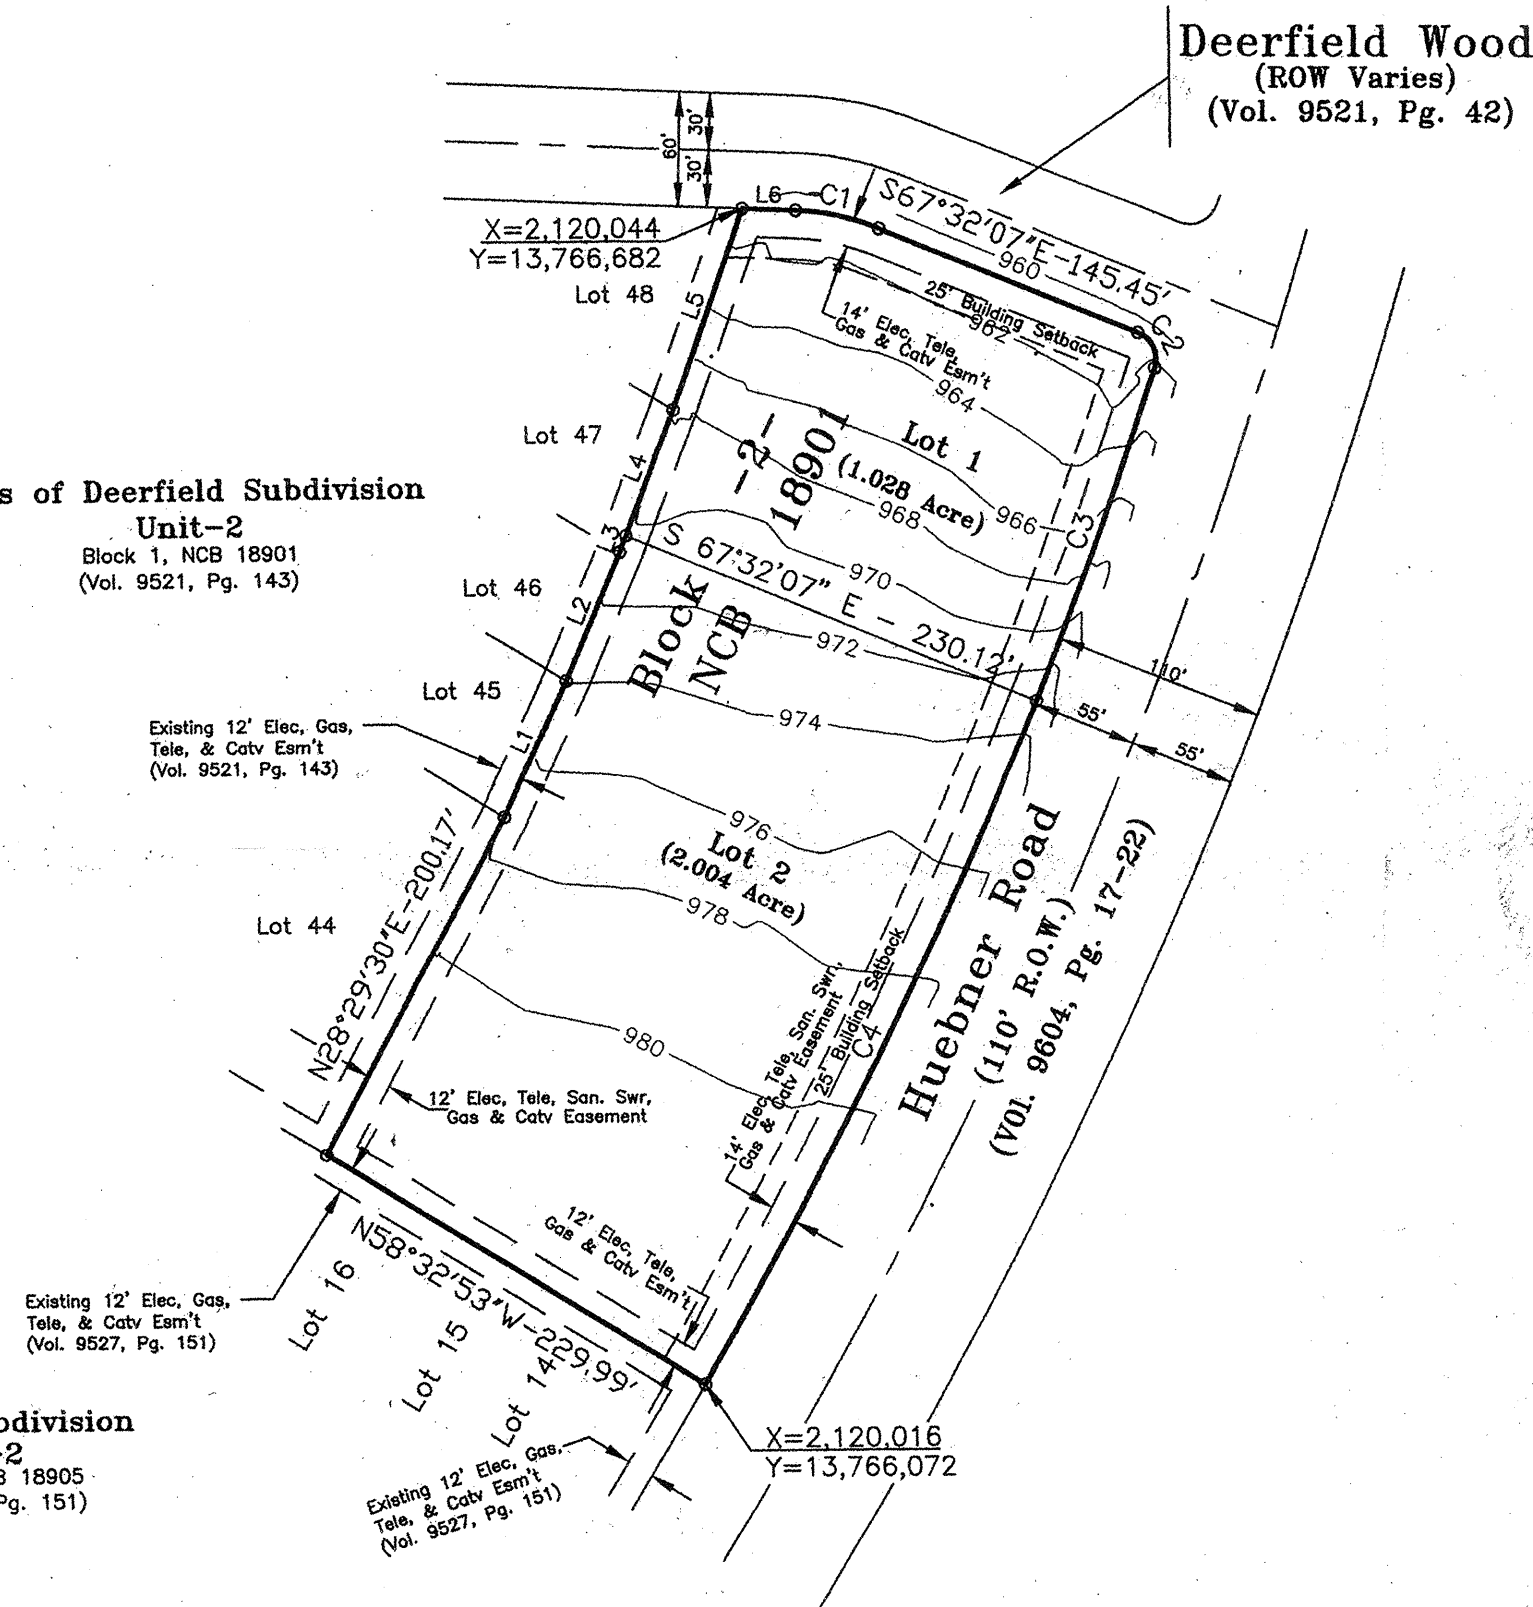 Deerfield Wood
(ROW Varies)
(Vol. 9521, Pg. 42)
60'
30'
30'
L6
C1
S67°32'07"E-145.45'
X=2,120,044
Y=13,766,682
960
C2
Lot 48
L5
25' Building Setback
962
14' Elec, Tele,
Gas & Catv Esm't
964
Lot 47
-2-
18901
Lot 1
(1.028 Acre)
966
C3
968
L4
s of Deerfield Subdivision
Unit-2
Block 1, NCB 18901
(Vol. 9521, Pg. 143)
L3
S 67°32'07" E - 230.12'
970
Lot 46
L2
Block
NCB
972
110'
Lot 45
974
55'
55'
Existing 12' Elec, Gas,
Tele, & Catv Esm't
(Vol. 9521, Pg. 143)
L1
976
Lot 2
(2.004 Acre)
978
N28°29'30"E-200.17'
Lot 44
980
Huebner Road
(110' R.O.W.)
(VOl. 9604, Pg. 17-22)
14' Elec, Tele, San. Swr,
Gas & Catv Easement
25' Building Setback
C4
12' Elec, Tele, San. Swr,
Gas & Catv Easement
12' Elec, Tele,
Gas & Catv Esm't
N58°32'53"W-229.99'
Existing 12' Elec, Gas,
Tele, & Catv Esm't
(Vol. 9527, Pg. 151)
Lot 16
Lot 15
Lot 14
bdivision
-2
B 18905
Pg. 151)
Existing 12' Elec, Gas,
Tele, & Catv Esm't
(Vol. 9527, Pg. 151)
X=2,120,016
Y=13,766,072